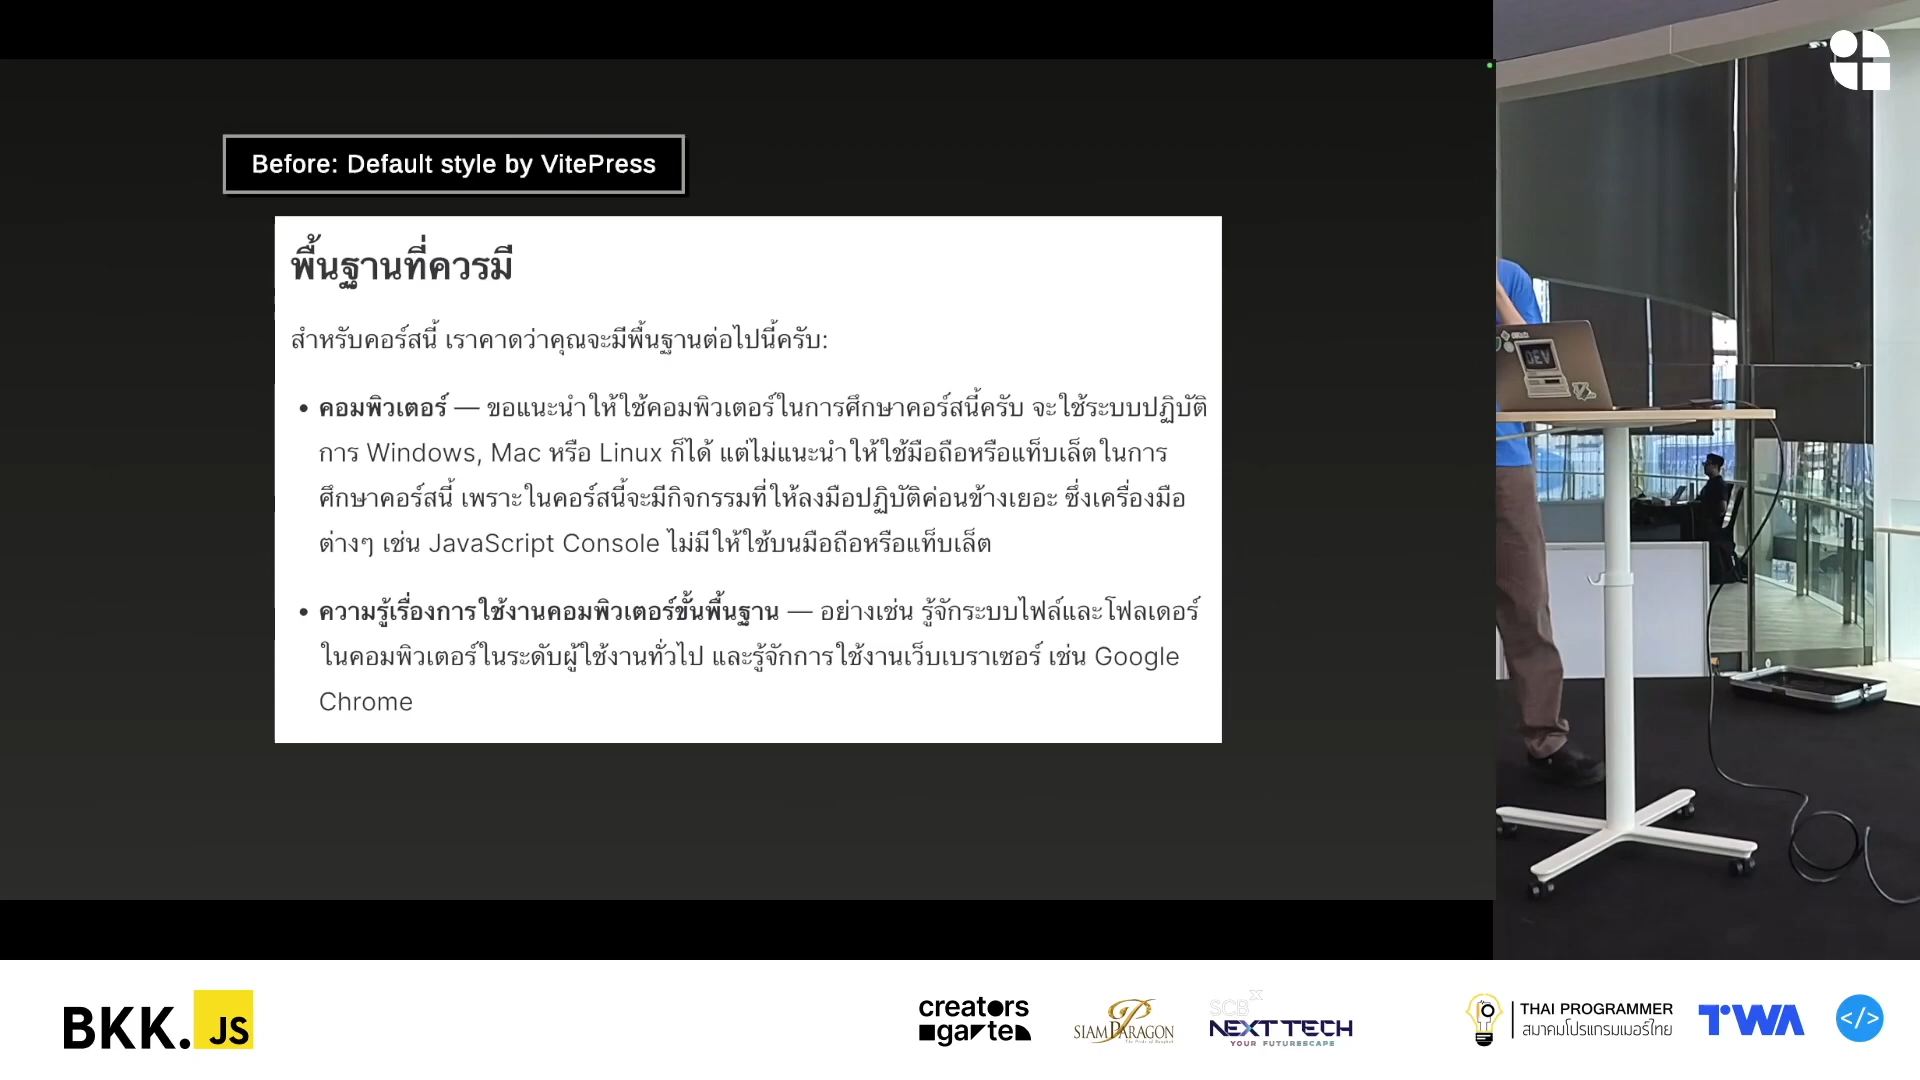 Before: Default style by VitePress
พื้นฐานที่ควรมี
สำหรับคอร์สนี้ เราคาดว่าคุณจะมีพื้นฐานต่อไปนี้ครับ:
• คอมพิวเตอร์ — ขอแนะนำให้ใช้คอมพิวเตอร์ในการศึกษาคอร์สนี้ครับ จะใช้ระบบปฏิบัติ
การ Windows, Mac หรือ Linux ก็ได้ แต่ไม่แนะนำให้ใช้มือถือหรือแท็บเล็ตในการ
ศึกษาคอร์สนี้ เพราะในคอร์สนี้จะมีกิจกรรมที่ให้ลงมือปฏิบัติค่อนข้างเยอะ ซึ่งเครื่องมือ
ต่างๆ เช่น JavaScript Console ไม่มีให้ใช้บนมือถือหรือแท็บเล็ต
• ความรู้เรื่องการใช้งานคอมพิวเตอร์ขั้นพื้นฐาน — อย่างเช่น รู้จักระบบไฟล์และโฟลเดอร์
ในคอมพิวเตอร์ในระดับผู้ใช้งานทั่วไป และรู้จักการใช้งานเว็บเบราเซอร์ เช่น Google
Chrome
DEV
BKK.JS
creators
garten
SIAM PARAGON
The Pride of Bangkok
SCBX
NEXT TECH
YOUR FUTURESCAPE
THAI PROGRAMMER
สมาคมโปรแกรมเมอร์ไทย
TWA
</>